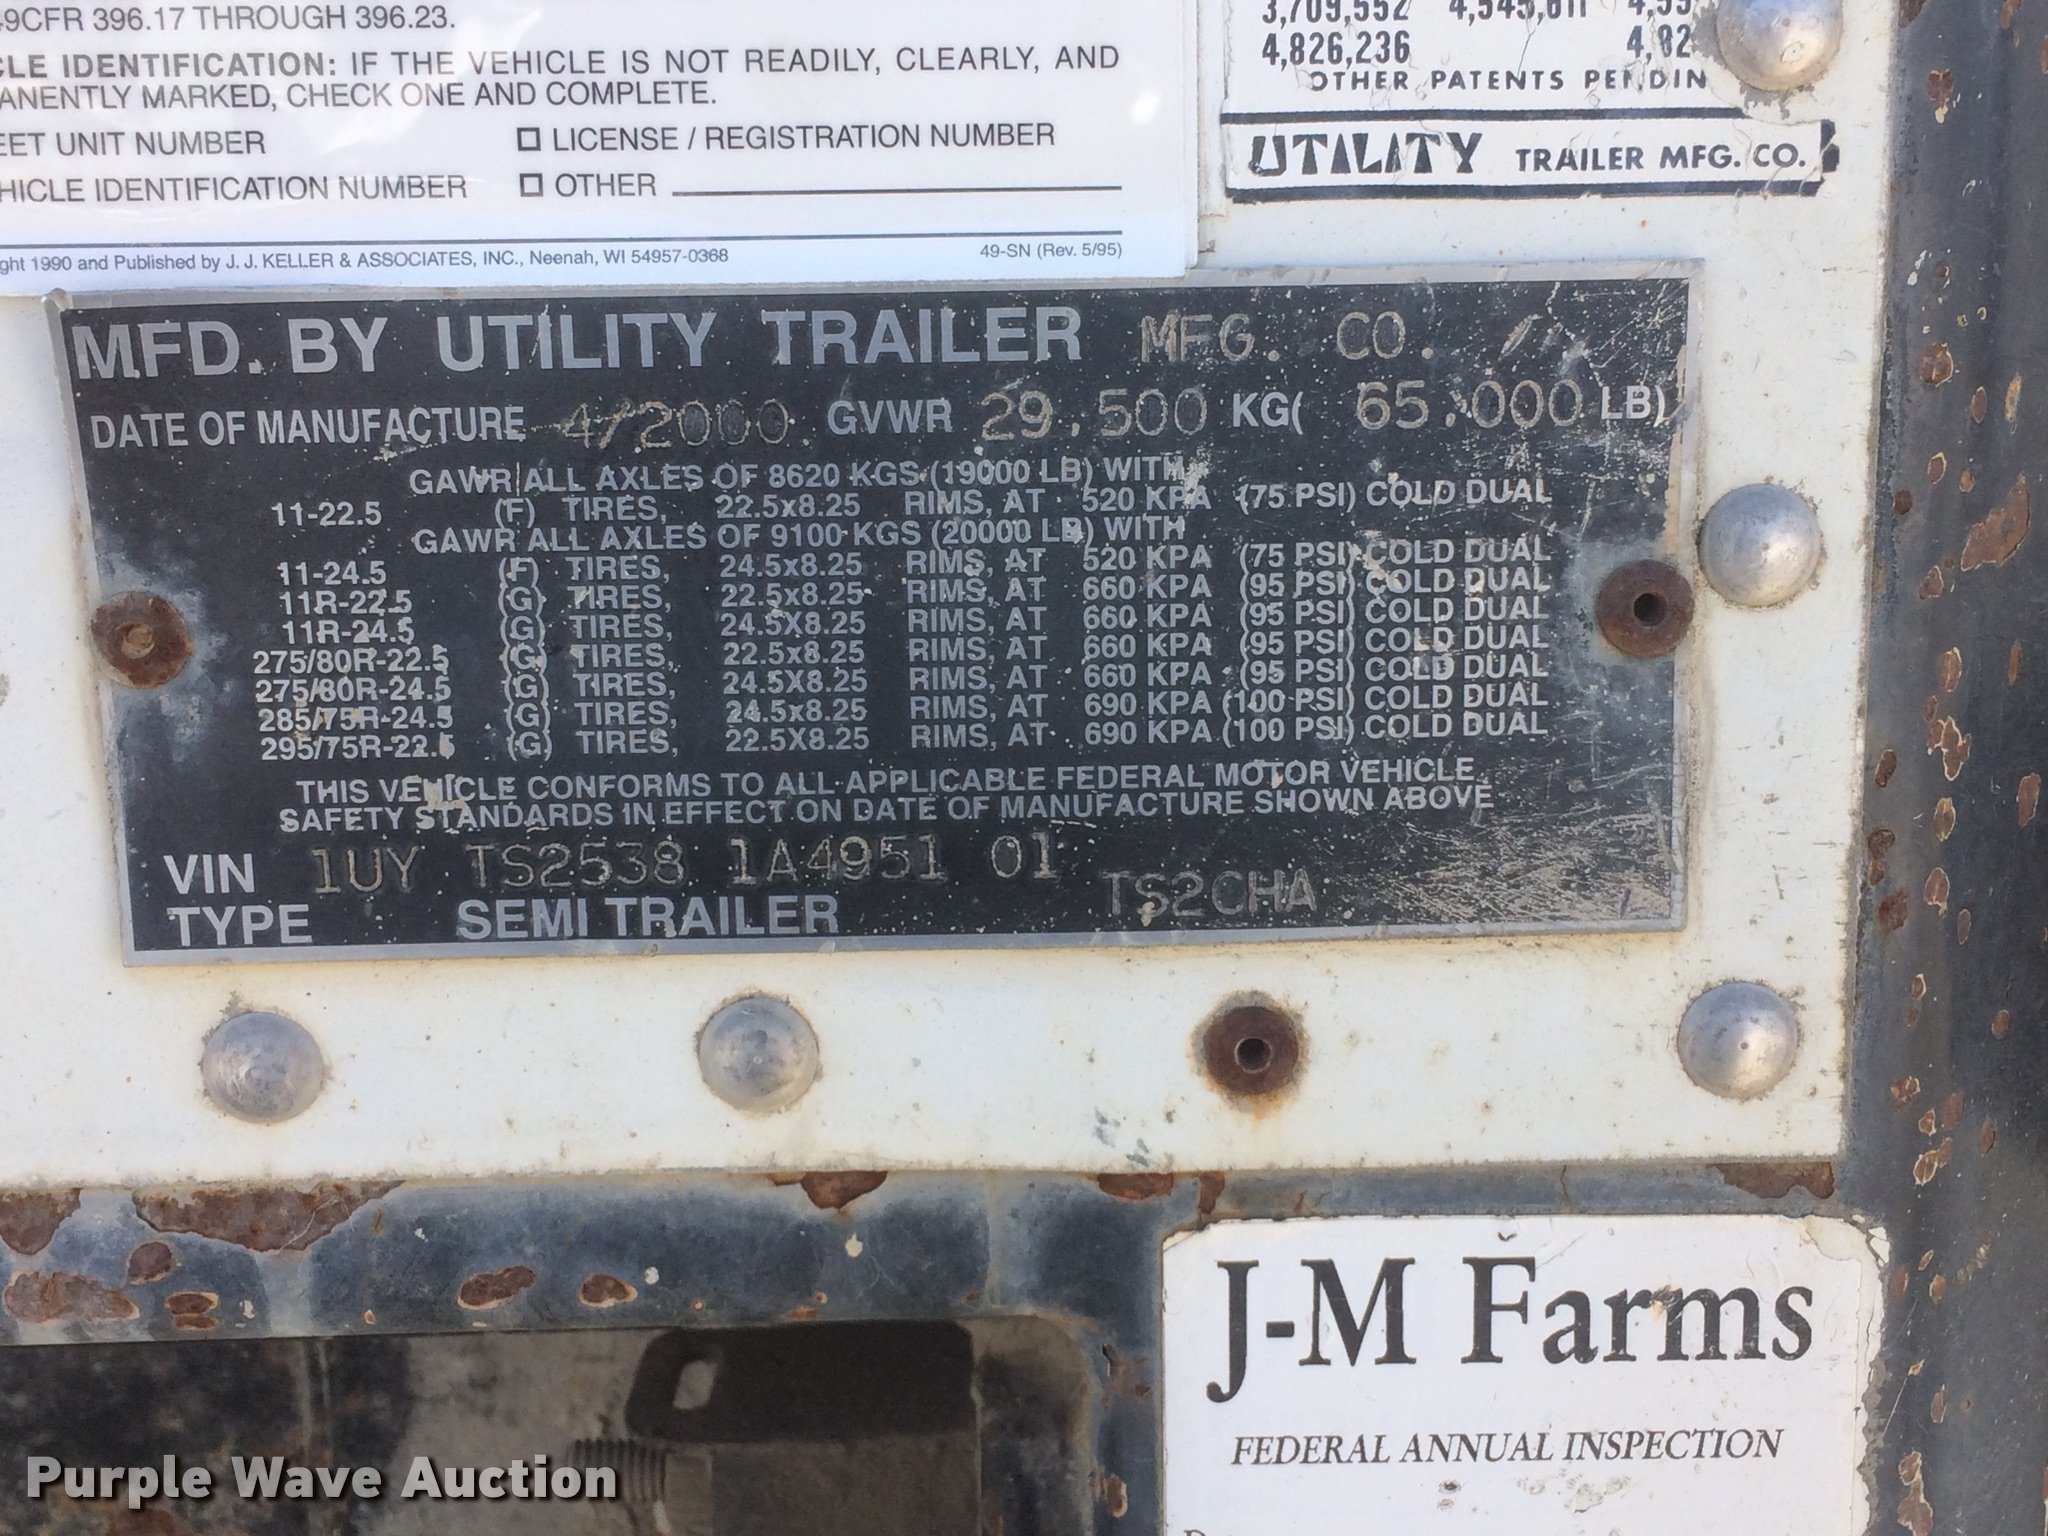 49CFR 396.17 THROUGH 396.23.
CLE IDENTIFICATION: IF THE VEHICLE IS NOT READILY, CLEARLY, AND
MANENTLY MARKED, CHECK ONE AND COMPLETE.
EET UNIT NUMBER □ LICENSE / REGISTRATION NUMBER
HICLE IDENTIFICATION NUMBER □ OTHER
ght 1990 and Published by J. J. KELLER & ASSOCIATES, INC., Neenah, WI 54957-0368 49-SN (Rev. 5/95)
3,709,552 4,545,611
4,826,236
OTHER PATENTS PENDIN
UTILITY TRAILER MFG. CO.
MFD. BY UTILITY TRAILER MFG. CO.
DATE OF MANUFACTURE 4/2000 GVWR 29,500 KG( 65,000 LB)
GAWR ALL AXLES OF 8620 KGS (19000 LB) WITH
11-22.5 (F) TIRES, 22.5x8.25 RIMS, AT 520 KPA (75 PSI) COLD DUAL
GAWR ALL AXLES OF 9100 KGS (20000 LB) WITH
11-24.5 (F) TIRES, 24.5x8.25 RIMS, AT 520 KPA (75 PSI) COLD DUAL
11R-22.5 (G) TIRES, 22.5x8.25 RIMS, AT 660 KPA (95 PSI) COLD DUAL
11R-24.5 (G) TIRES, 24.5X8.25 RIMS, AT 660 KPA (95 PSI) COLD DUAL
275/80R-22.5 (G) TIRES, 22.5x8.25 RIMS, AT 660 KPA (95 PSI) COLD DUAL
275/80R-24.5 (G) TIRES, 24.5X8.25 RIMS, AT 660 KPA (95 PSI) COLD DUAL
285/75R-24.5 (G) TIRES, 24.5x8.25 RIMS, AT 690 KPA (100 PSI) COLD DUAL
295/75R-22.5 (G) TIRES, 22.5X8.25 RIMS, AT 690 KPA (100 PSI) COLD DUAL
THIS VEHICLE CONFORMS TO ALL APPLICABLE FEDERAL MOTOR VEHICLE
SAFETY STANDARDS IN EFFECT ON DATE OF MANUFACTURE SHOWN ABOVE
VIN 1UY TS2538 1A4951 01
TYPE SEMI TRAILER TS2CHA
J-M Farms
FEDERAL ANNUAL INSPECTION
Purple Wave Auction